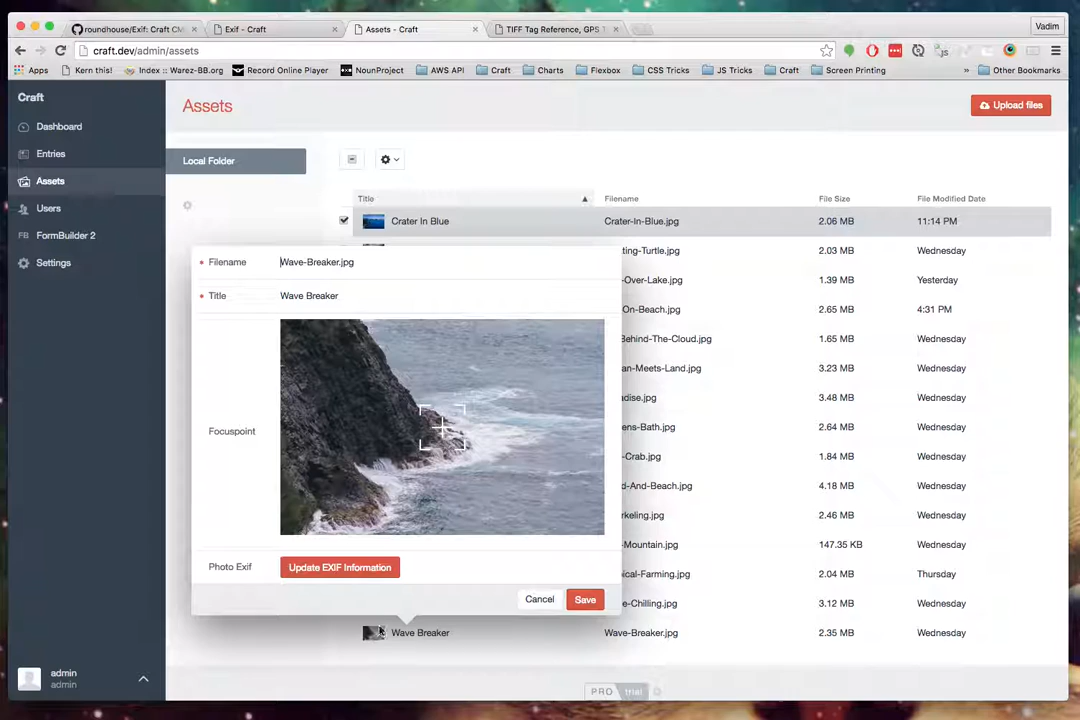 roundhouse/Exif: Craft CM
Exif - Craft
Assets - Craft
TIFF Tag Reference, GPS T
Vadim
craft.dev/admin/assets
Apps
Kern this!
Index :: Warez-BB.org
Record Online Player
NounProject
AWS API
Craft
Charts
Flexbox
CSS Tricks
JS Tricks
Craft
Screen Printing
»
Other Bookmarks
Craft
Assets
Upload files
Dashboard
Entries
Assets
Users
FB FormBuilder 2
Settings
Local Folder
Title
Filename
File Size
File Modified Date
Crater In Blue
Crater-In-Blue.jpg
2.06 MB
11:14 PM
ting-Turtle.jpg
2.03 MB
Wednesday
-Over-Lake.jpg
1.39 MB
Yesterday
-On-Beach.jpg
2.65 MB
4:31 PM
Behind-The-Cloud.jpg
1.65 MB
Wednesday
an-Meets-Land.jpg
3.23 MB
Wednesday
adise.jpg
3.48 MB
Wednesday
ens-Bath.jpg
2.64 MB
Wednesday
-Crab.jpg
1.84 MB
Wednesday
d-And-Beach.jpg
4.18 MB
Wednesday
rkeling.jpg
2.46 MB
Wednesday
-Mountain.jpg
147.35 KB
Wednesday
ical-Farming.jpg
2.04 MB
Thursday
e-Chilling.jpg
3.12 MB
Wednesday
Wave Breaker
Wave-Breaker.jpg
2.35 MB
Wednesday
Filename
Wave-Breaker.jpg
Title
Wave Breaker
Focuspoint
Photo Exif
Update EXIF Information
Cancel
Save
admin
admin
PRO trial